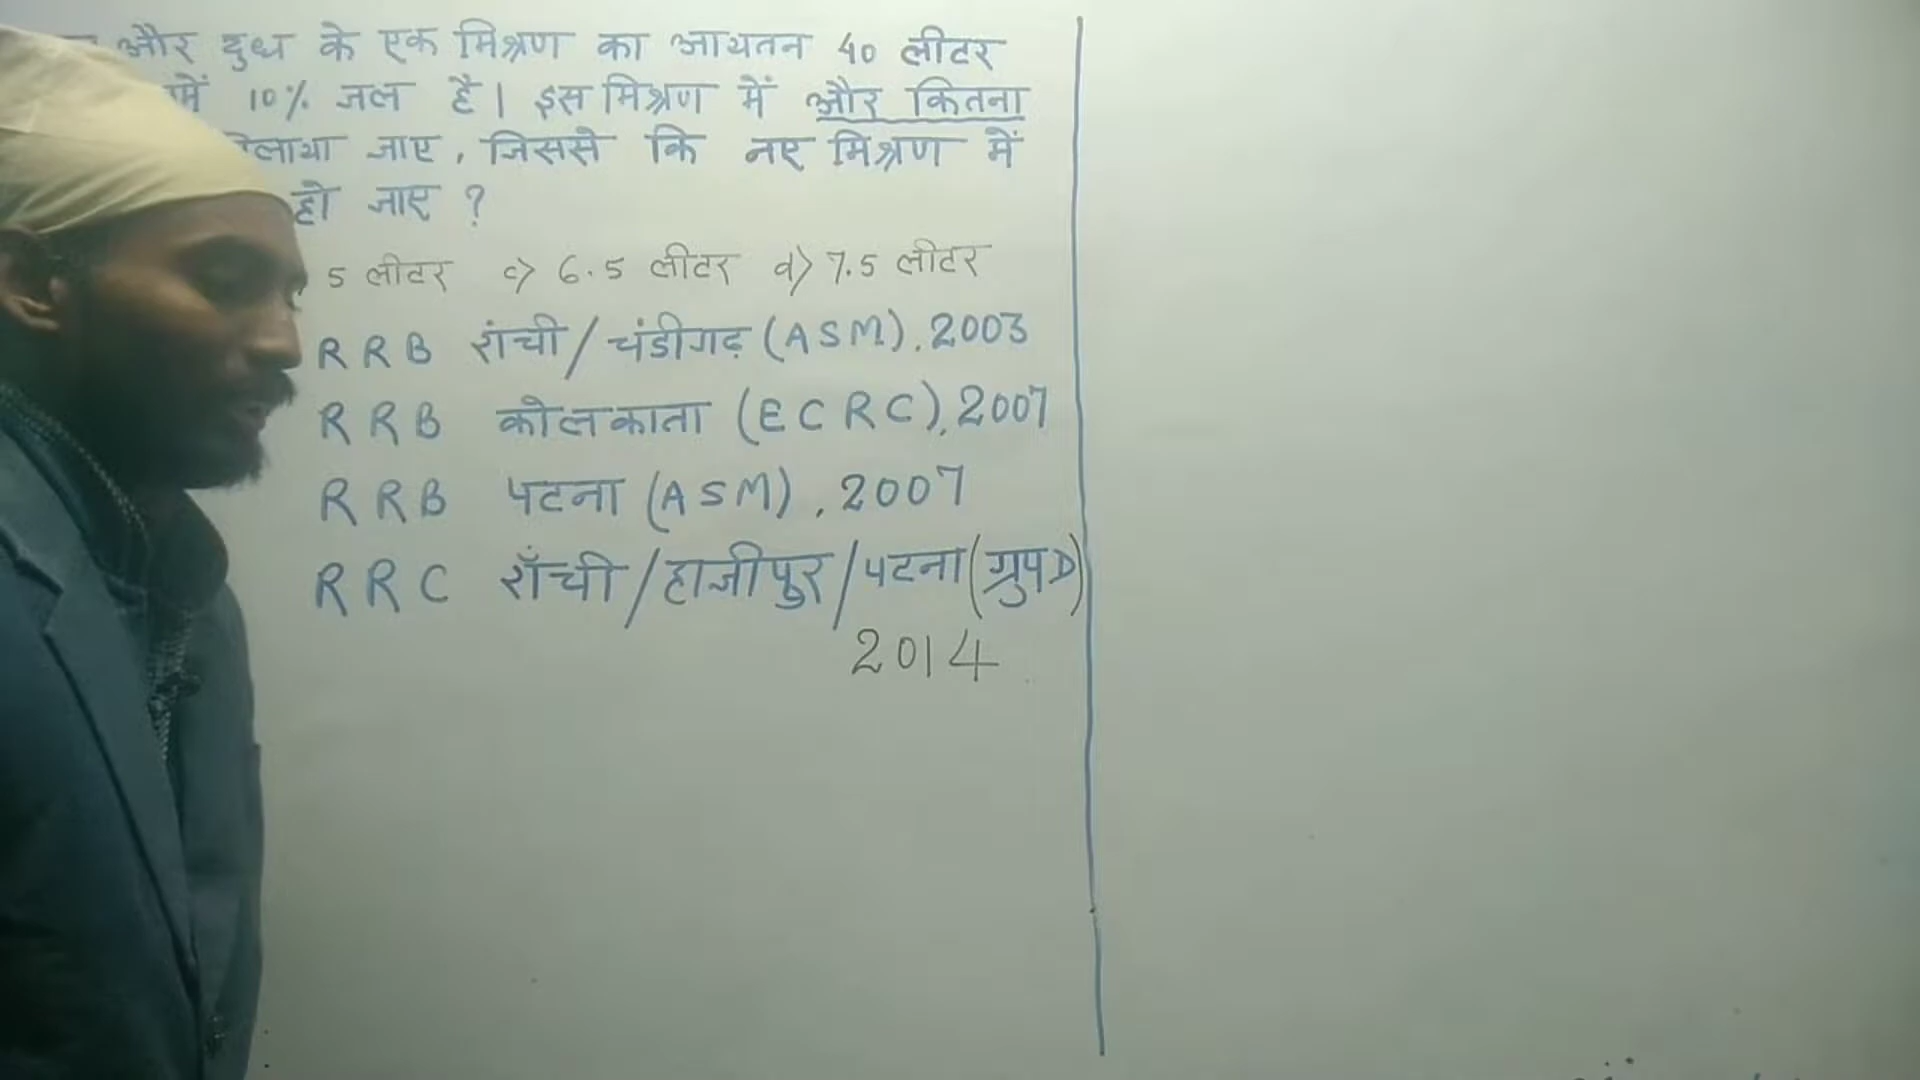 और दुध के एक मिश्रण का आयतन 40 लीटर
में 10% जल है। इस मिश्रण में और कितना
जाए, जिससे कि नए मिश्रण में
हो जाए ?
5 लीटर c) 6.5 लीटर d) 7.5 लीटर
RRB रांची/चंडीगढ़ (ASM), 2003
RRB कोलकाता (ECRC), 2007
RRB पटना (ASM), 2007
RRC राँची/हाजीपुर/पटना(ग्रुप D)
2014